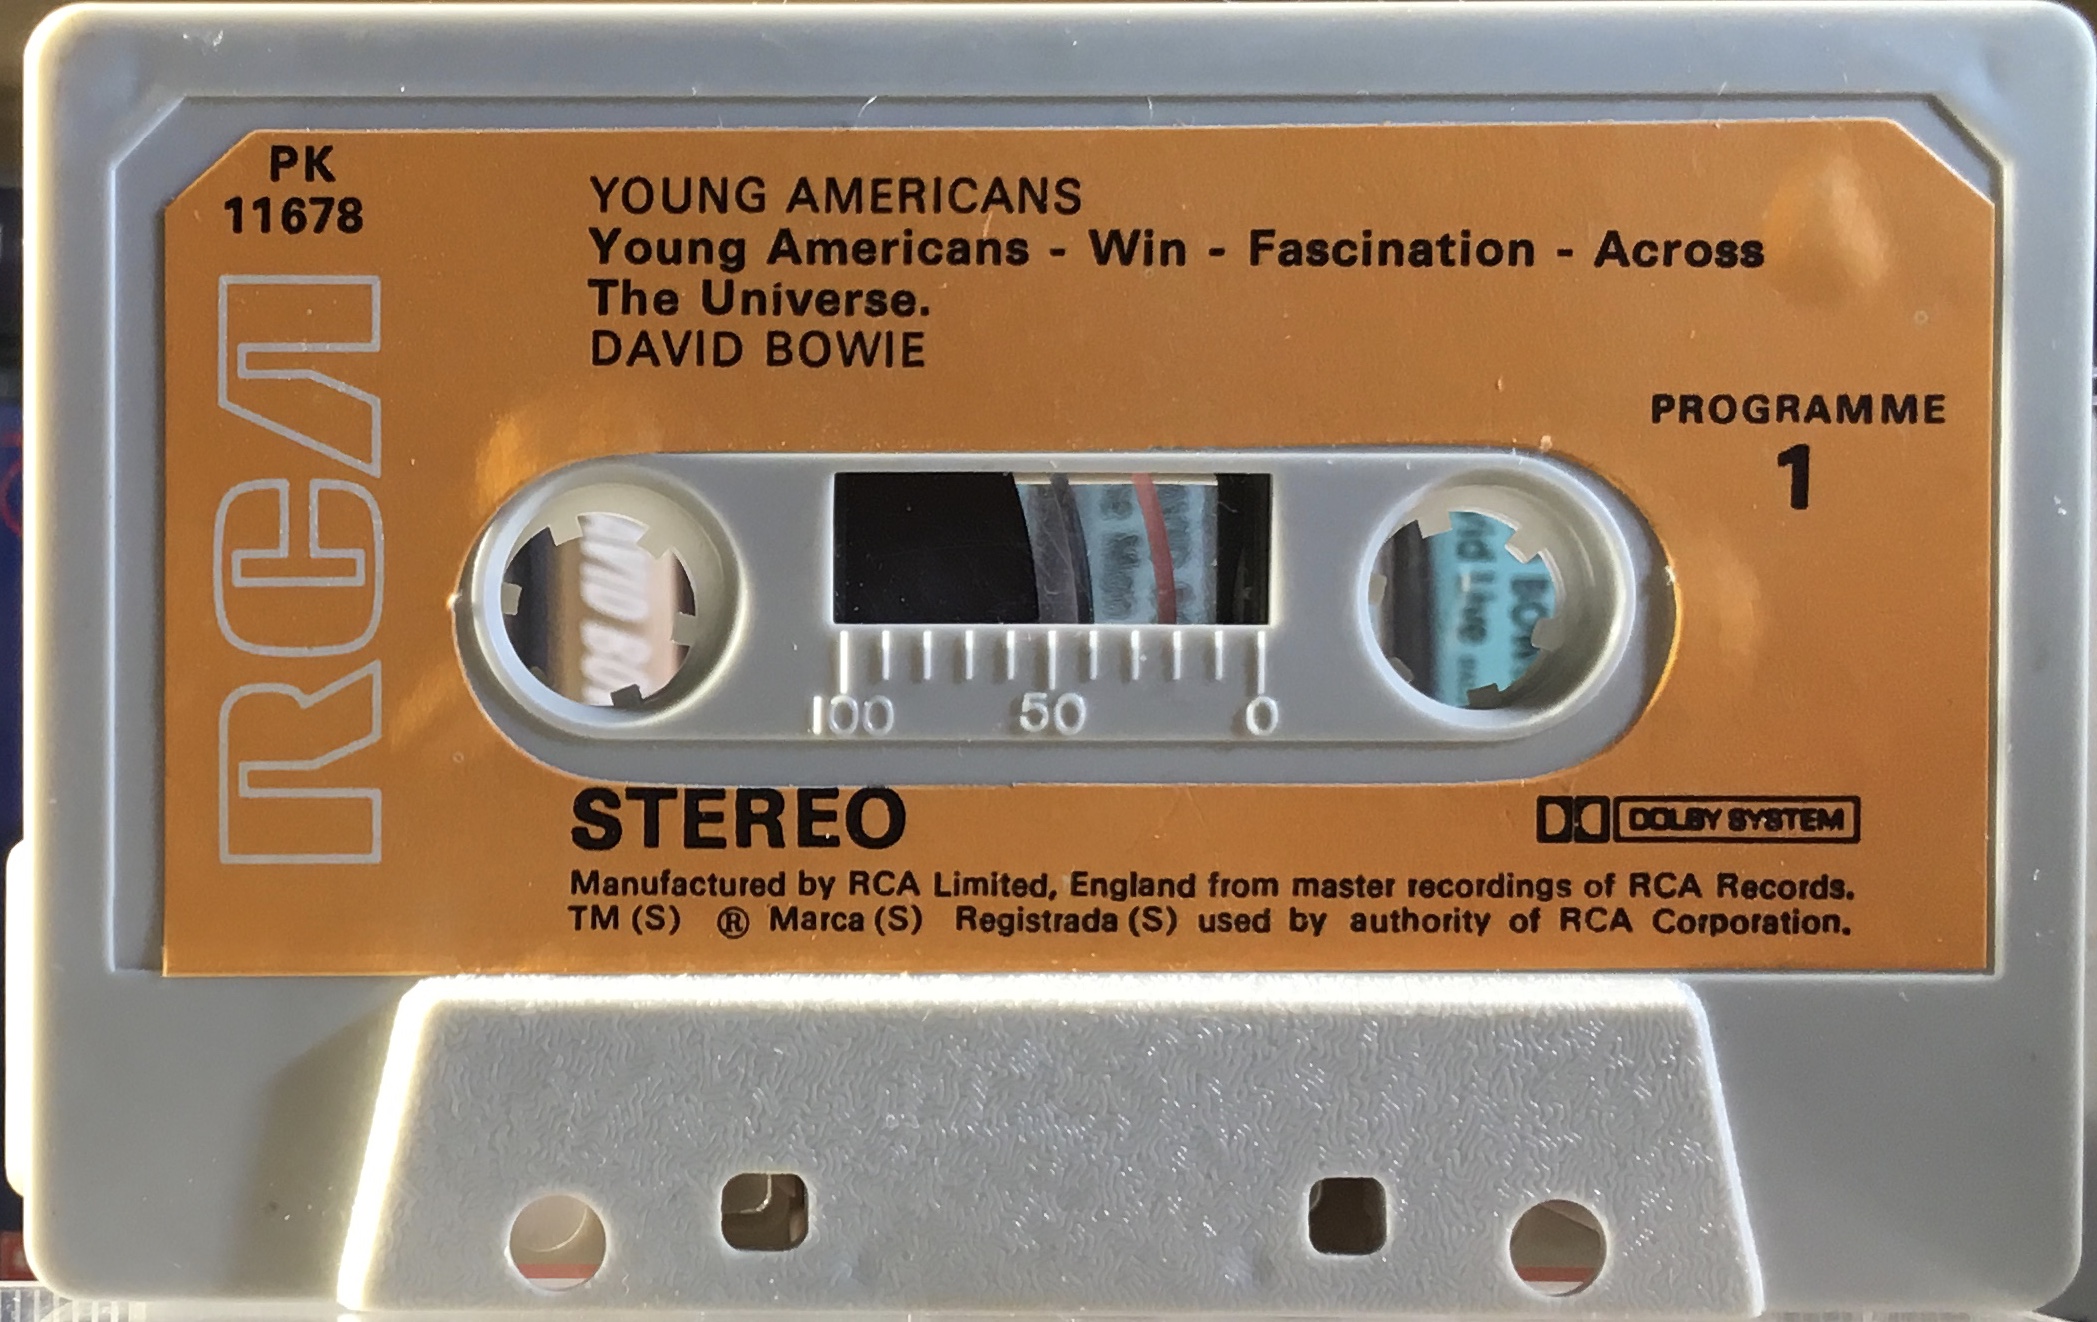 PK
11678
RCA
YOUNG AMERICANS
Young Americans - Win - Fascination - Across
The Universe.
DAVID BOWIE
PROGRAMME
1
100 50 0
STEREO
DOLBY SYSTEM
Manufactured by RCA Limited, England from master recordings of RCA Records.
TM (S) ® Marca (S) Registrada (S) used by authority of RCA Corporation.